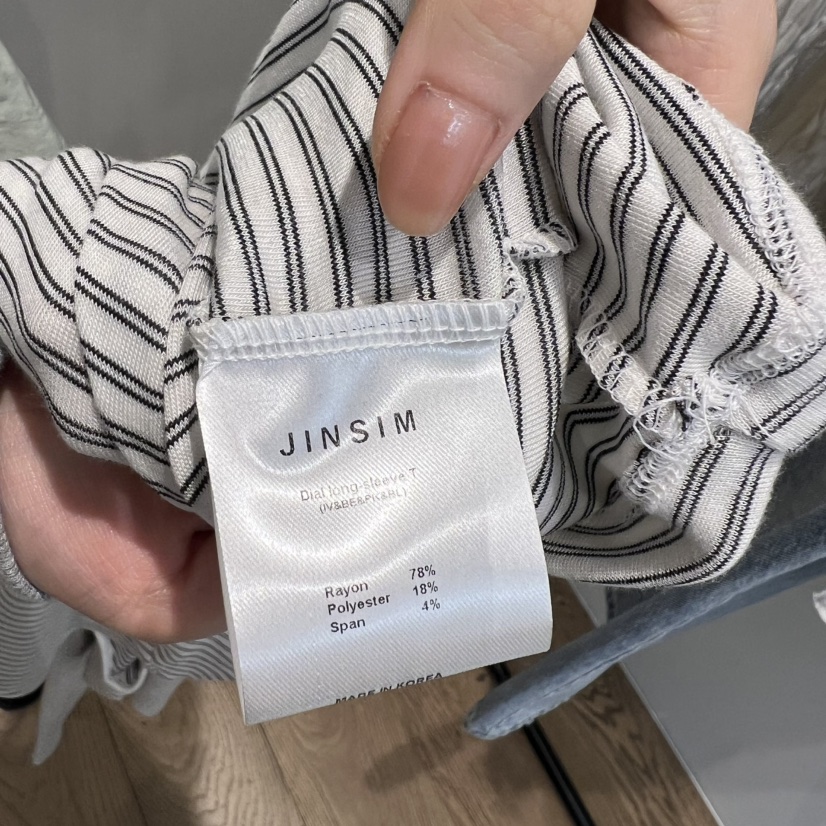 JINSIM
Dial long-sleeve T
(IV&BE&PK&BL)
Rayon 78%
Polyester 18%
Span 4%
MADE IN KOREA